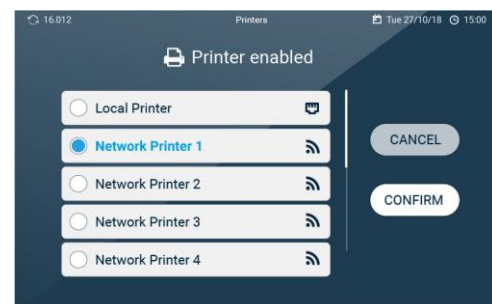 16.012 Printers Tue 27/10/18 15:00
Printer enabled
Local Printer
Network Printer 1
Network Printer 2
Network Printer 3
Network Printer 4
CANCEL
CONFIRM